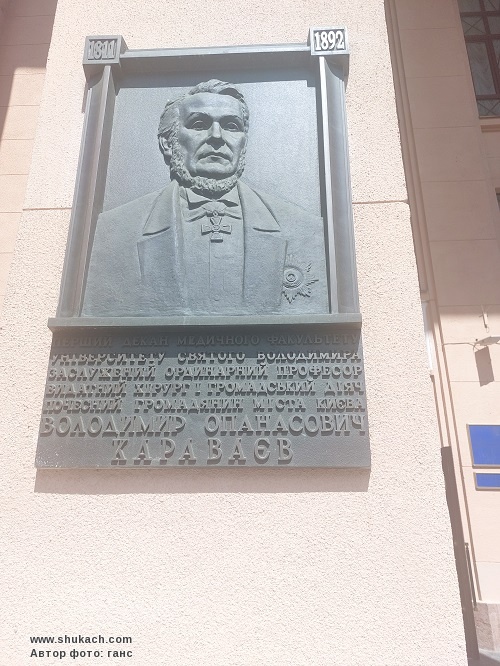 1811
1892
ПЕРШИЙ ДЕКАН МЕДИЧНОГО ФАКУЛЬТЕТУ
УНІВЕРСИТЕТУ СВЯТОГО ВОЛОДИМИРА
ЗАСЛУЖЕНИЙ ОРДИНАРНИЙ ПРОФЕСОР
ВИДАТНИЙ ХІРУРГ ГРОМАДСЬКИЙ ДІЯЧ
ПОЧЕСНИЙ ГРОМАДЯНИН МІСТА КИЄВА
ВОЛОДИМИР ОПАНАСОВИЧ
КАРАВАЄВ
www.shukach.com
Автор фото: ганс